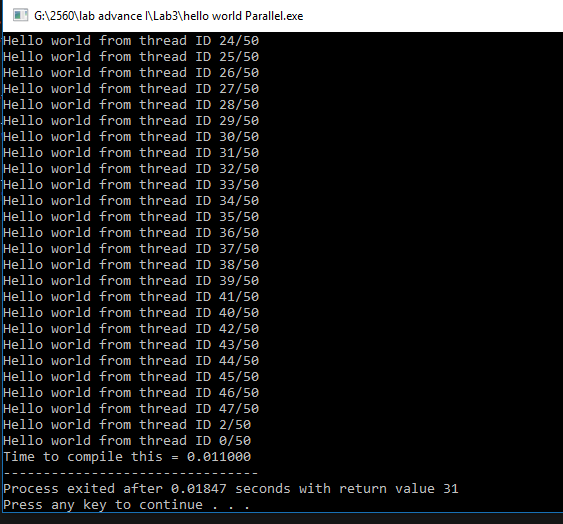 G:\2560\lab advance I\Lab3\hello world Parallel.exe
Hello world from thread ID 24/50
Hello world from thread ID 25/50
Hello world from thread ID 26/50
Hello world from thread ID 27/50
Hello world from thread ID 28/50
Hello world from thread ID 29/50
Hello world from thread ID 30/50
Hello world from thread ID 31/50
Hello world from thread ID 32/50
Hello world from thread ID 33/50
Hello world from thread ID 34/50
Hello world from thread ID 35/50
Hello world from thread ID 36/50
Hello world from thread ID 37/50
Hello world from thread ID 38/50
Hello world from thread ID 39/50
Hello world from thread ID 41/50
Hello world from thread ID 40/50
Hello world from thread ID 42/50
Hello world from thread ID 43/50
Hello world from thread ID 44/50
Hello world from thread ID 45/50
Hello world from thread ID 46/50
Hello world from thread ID 47/50
Hello world from thread ID 2/50
Hello world from thread ID 0/50
Time to compile this = 0.011000
--------------------------------
Process exited after 0.01847 seconds with return value 31
Press any key to continue . . .